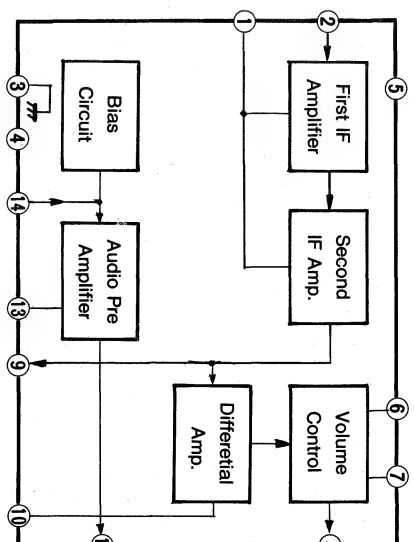 1
2
First IF
Amplifier
5
3
Bias
Circuit
4
Second
IF Amp.
14
Audio Pre
Amplifier
13
9
Differetial
Amp.
Volume
Control
6
7
10